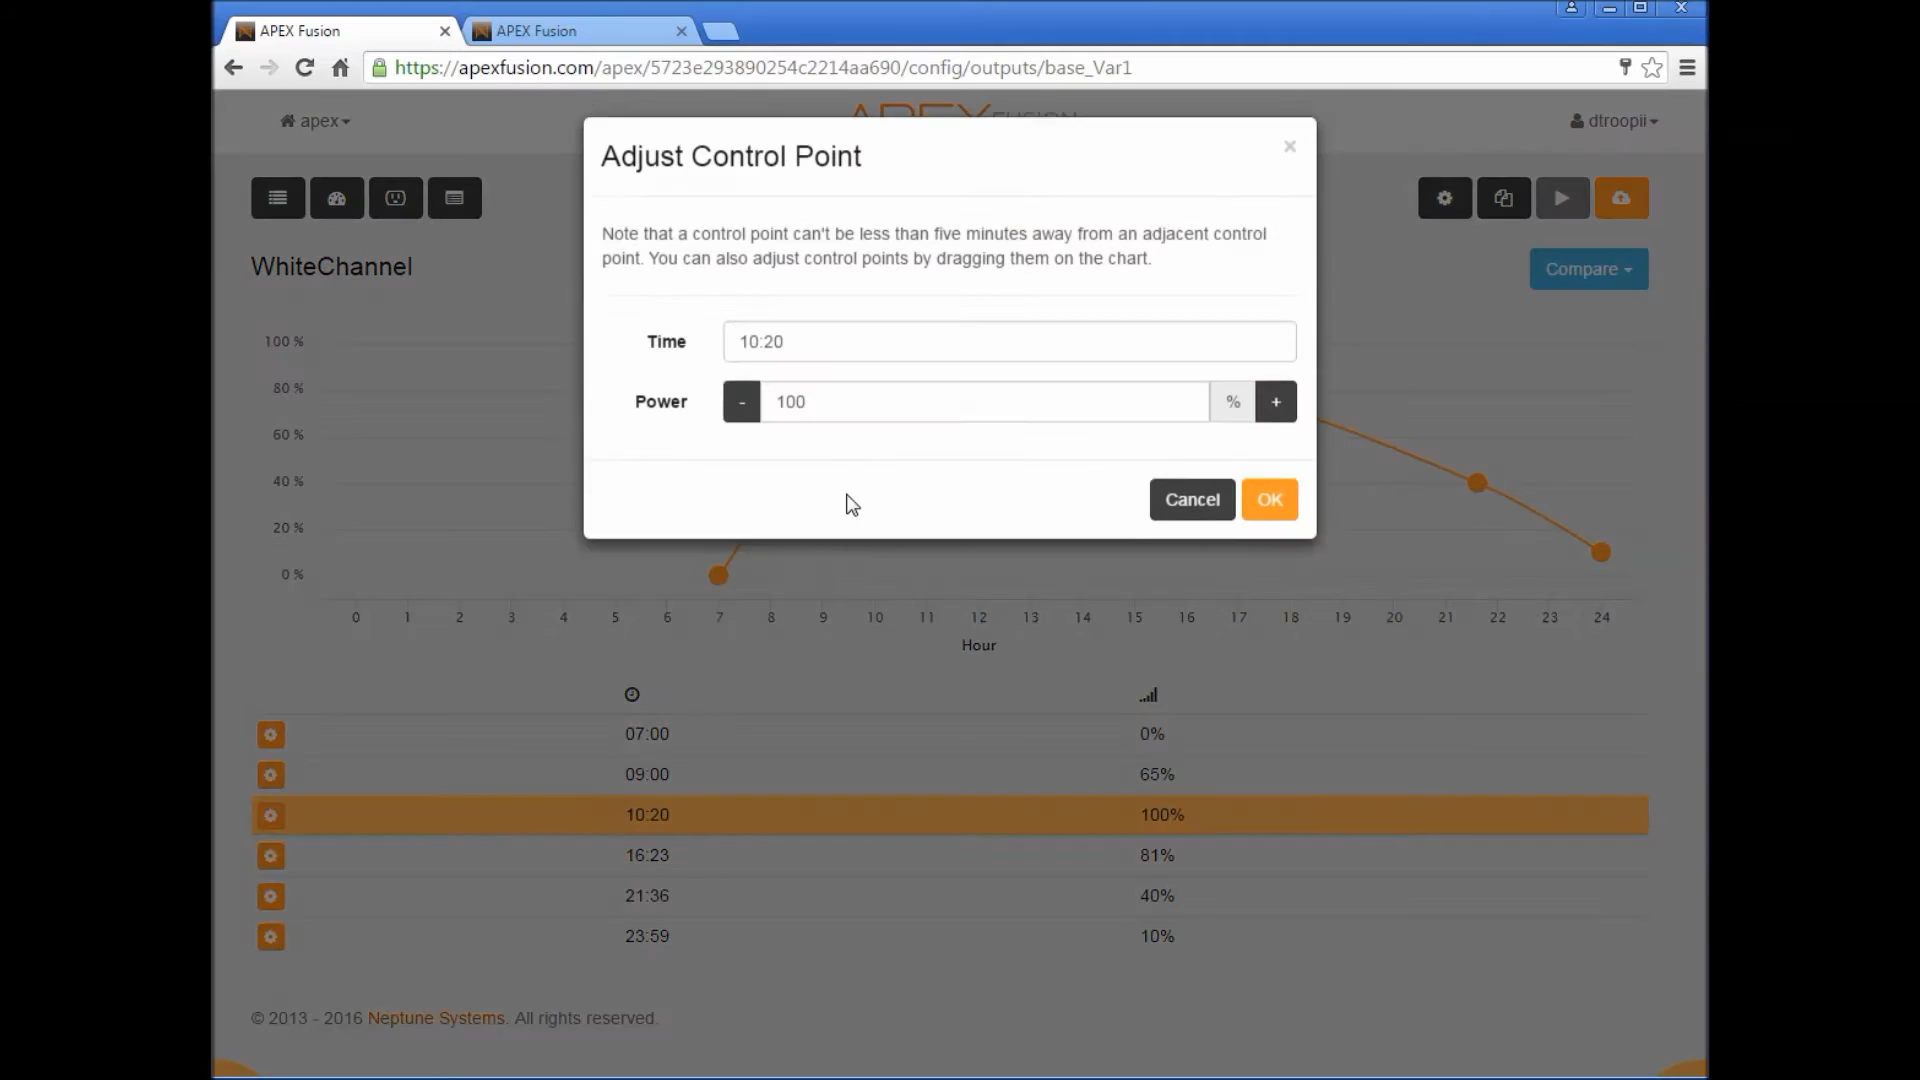 APEX Fusion
APEX Fusion
https://apexfusion.com/apex/5723e293890254c2214aa690/config/outputs/base_Var1
apex
APEX FUSION
dtroopii
Adjust Control Point
×
Note that a control point can't be less than five minutes away from an adjacent control
point. You can also adjust control points by dragging them on the chart.
WhiteChannel
Compare
Time 10:20
Power - 100 % +
Cancel OK
100 %
80 %
60 %
40 %
20 %
0 %
0 1 2 3 4 5 6 7 8 9 10 11 12 13 14 15 16 17 18 19 20 21 22 23 24
Hour
07:00 0%
09:00 65%
10:20 100%
16:23 81%
21:36 40%
23:59 10%
© 2013 - 2016 Neptune Systems. All rights reserved.